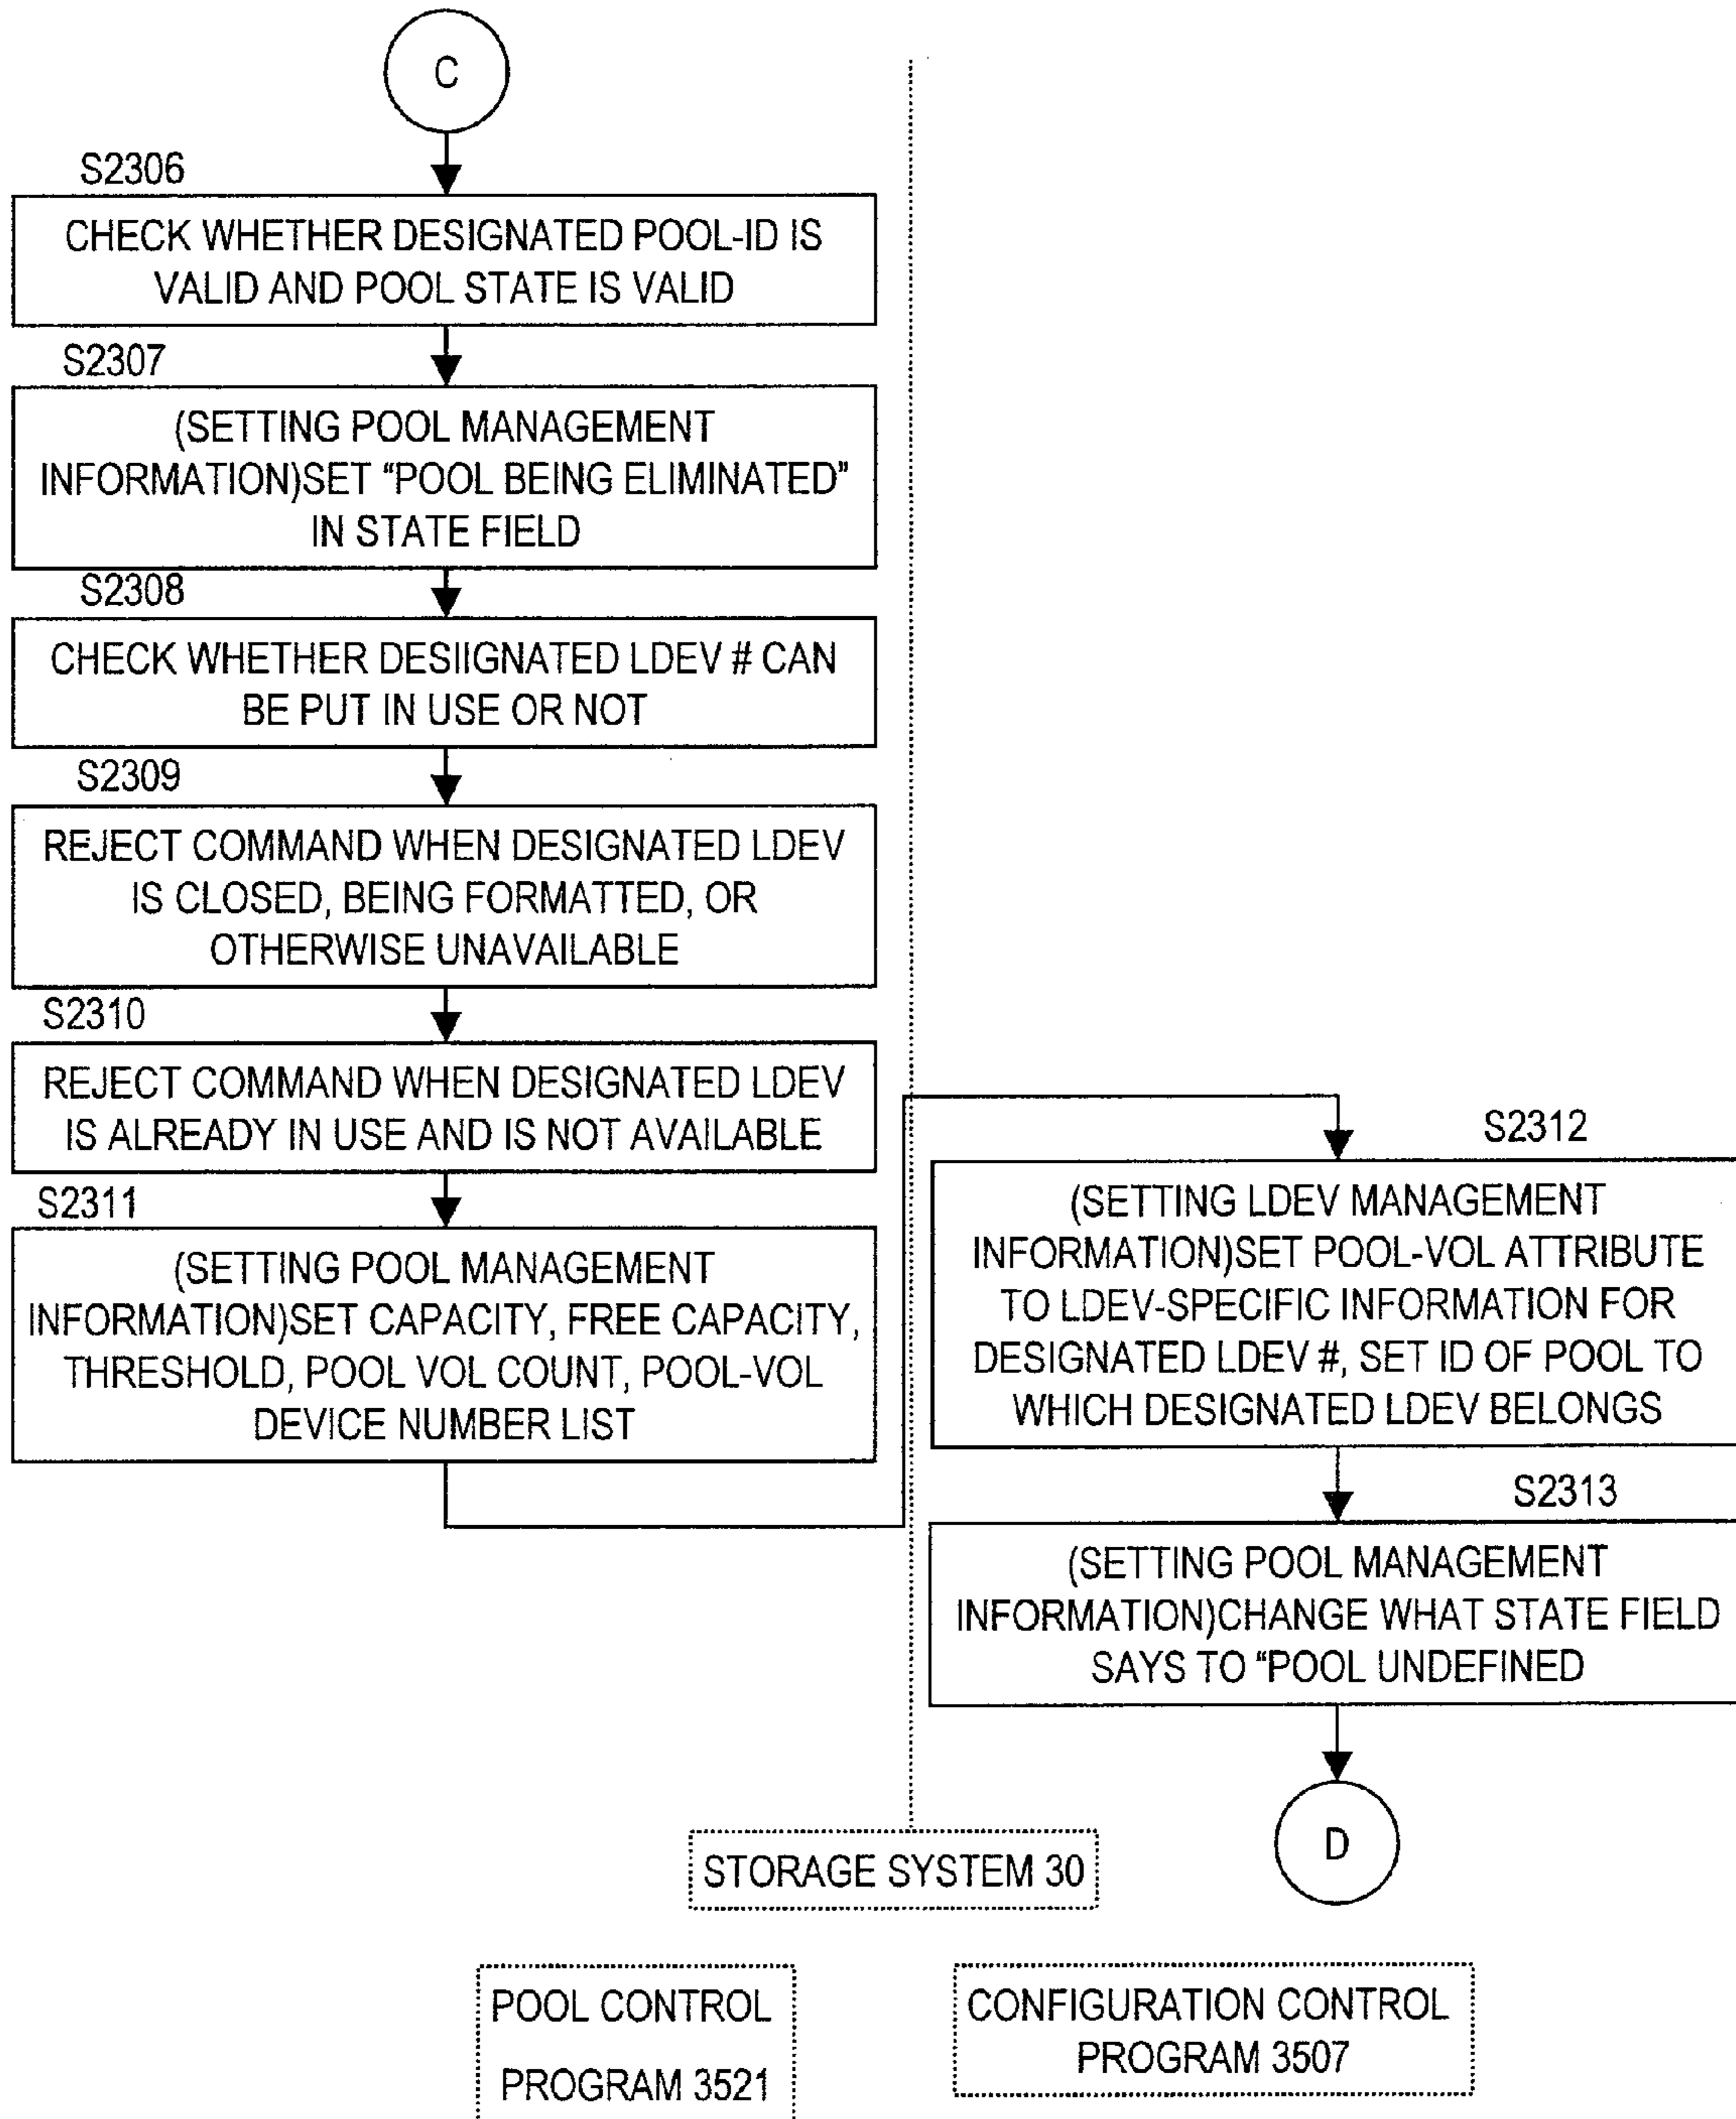 C
S2306
CHECK WHETHER DESIGNATED POOL-ID IS
VALID AND POOL STATE IS VALID
S2307
(SETTING POOL MANAGEMENT
INFORMATION)SET “POOL BEING ELIMINATED”
IN STATE FIELD
S2308
CHECK WHETHER DESIIGNATED LDEV # CAN
BE PUT IN USE OR NOT
S2309
REJECT COMMAND WHEN DESIGNATED LDEV
IS CLOSED, BEING FORMATTED, OR
OTHERWISE UNAVAILABLE
S2310
REJECT COMMAND WHEN DESIGNATED LDEV
IS ALREADY IN USE AND IS NOT AVAILABLE
S2311
(SETTING POOL MANAGEMENT
INFORMATION)SET CAPACITY, FREE CAPACITY,
THRESHOLD, POOL VOL COUNT, POOL-VOL
DEVICE NUMBER LIST
S2312
(SETTING LDEV MANAGEMENT
INFORMATION)SET POOL-VOL ATTRIBUTE
TO LDEV-SPECIFIC INFORMATION FOR
DESIGNATED LDEV #, SET ID OF POOL TO
WHICH DESIGNATED LDEV BELONGS
S2313
(SETTING POOL MANAGEMENT
INFORMATION)CHANGE WHAT STATE FIELD
SAYS TO “POOL UNDEFINED
D
STORAGE SYSTEM 30
POOL CONTROL
PROGRAM 3521
CONFIGURATION CONTROL
PROGRAM 3507